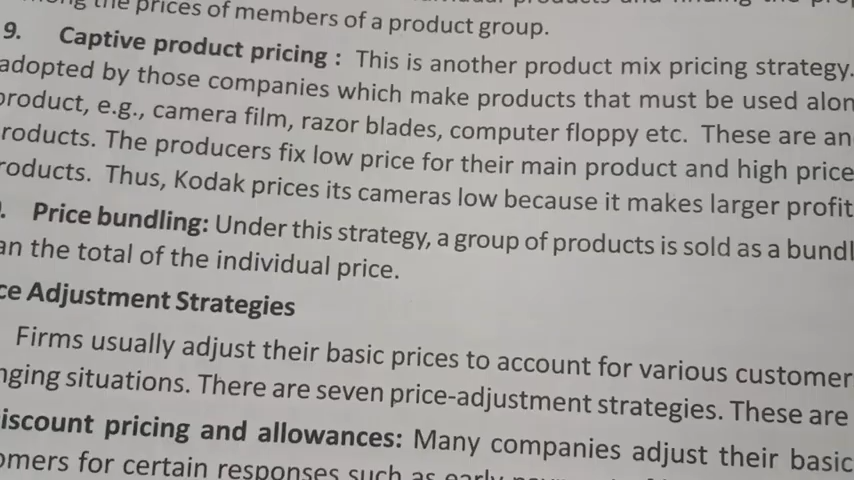 the prices of members of a product group.
9. Captive product pricing : This is another product mix pricing strategy.
adopted by those companies which make products that must be used alon
product, e.g., camera film, razor blades, computer floppy etc. These are an
roducts. The producers fix low price for their main product and high price
roducts. Thus, Kodak prices its cameras low because it makes larger profit
. Price bundling: Under this strategy, a group of products is sold as a bundl
an the total of the individual price.
ce Adjustment Strategies
Firms usually adjust their basic prices to account for various customer
nging situations. There are seven price-adjustment strategies. These are
iscount pricing and allowances: Many companies adjust their basic
omers for certain responses such as early